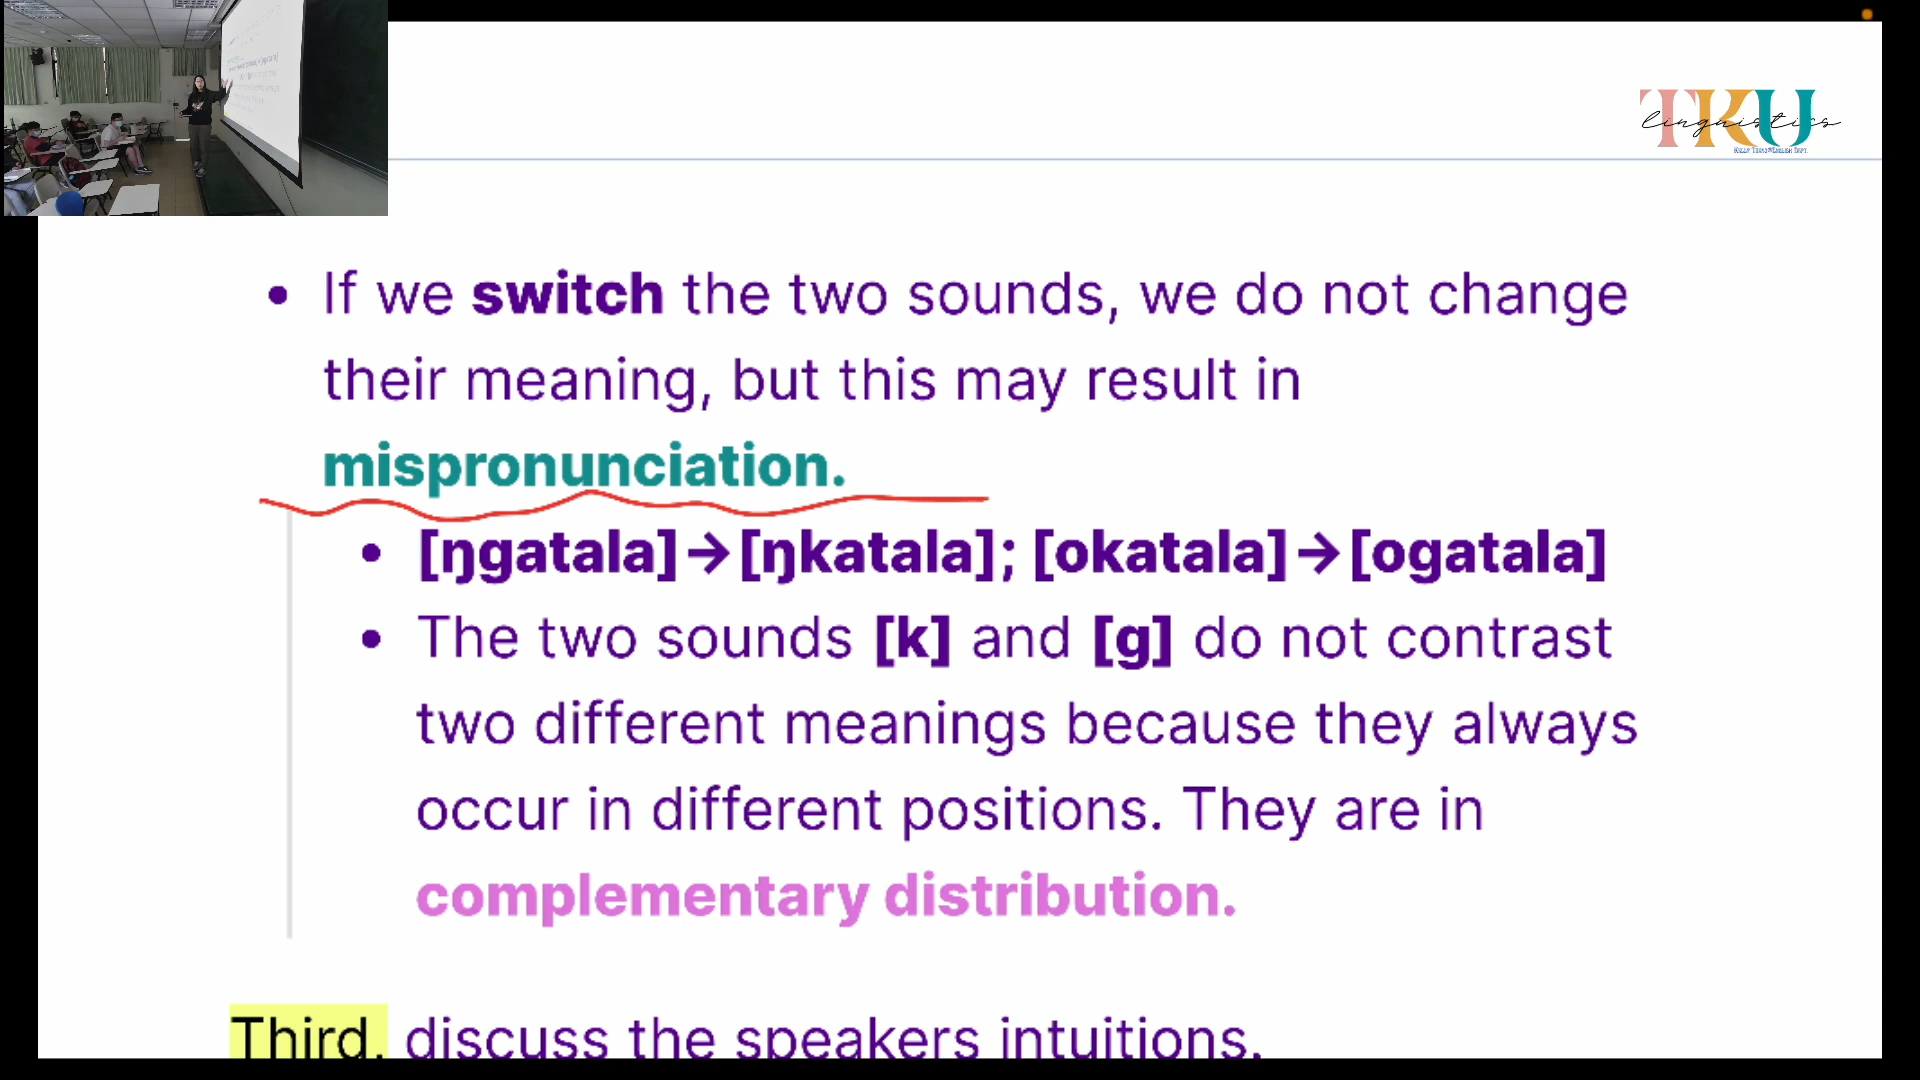 TKU
linguistics
• If we switch the two sounds, we do not change
their meaning, but this may result in
mispronunciation.
• [ŋgatala]→[ŋkatala]; [okatala]→[ogatala]
• The two sounds [k] and [g] do not contrast
two different meanings because they always
occur in different positions. They are in
complementary distribution.
Third, discuss the speakers intuitions.